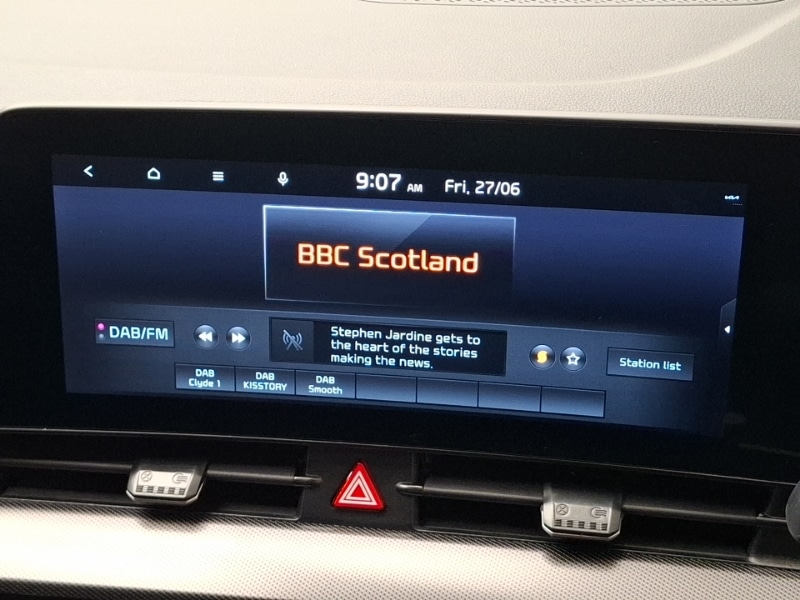 9:07 AM Fri, 27/06
BBC Scotland
DAB/FM
Stephen Jardine gets to
the heart of the stories
making the news.
Station list
DAB
Clyde 1
DAB
KISSTORY
DAB
Smooth